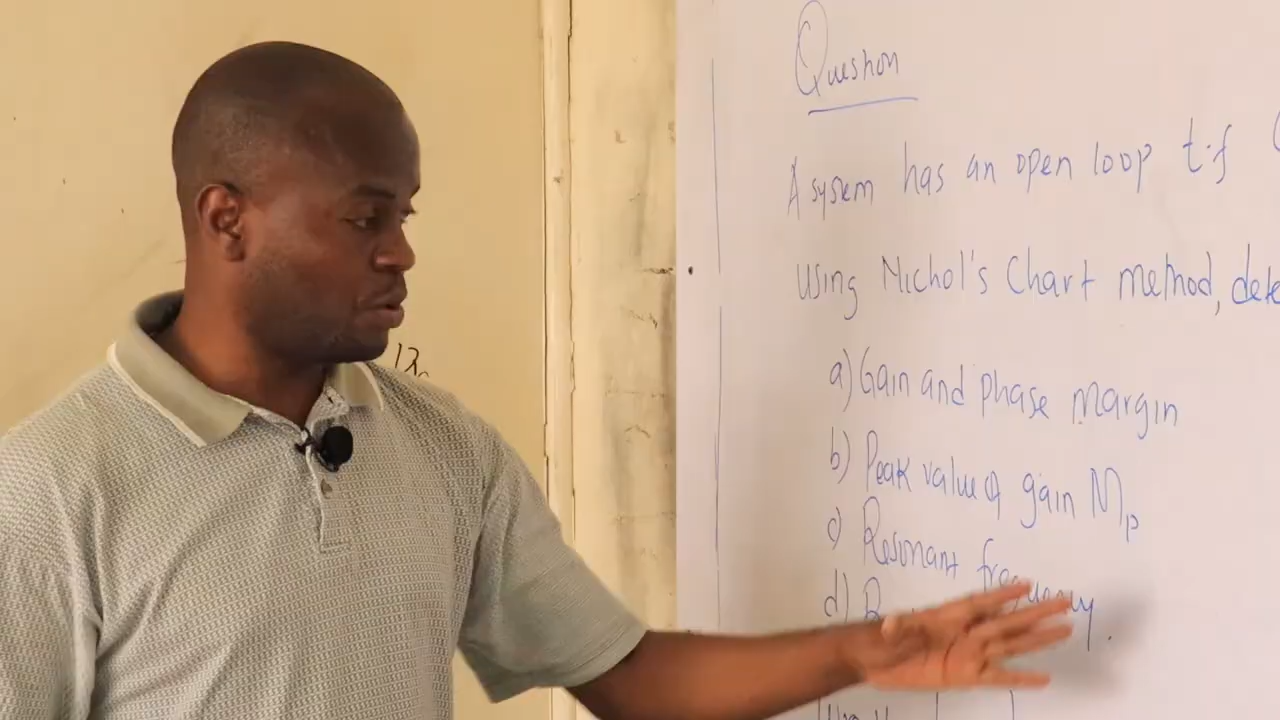 Question
A sysem has an open loop t.f
Using Nichol's Chart method, dete
a) Gain and phase margin
b) Peak value of gain Mp
c) Resonant frequency.
d)